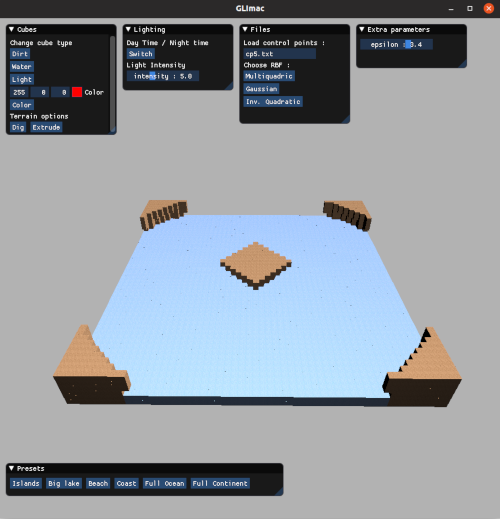 GLImac
▼ Cubes
Change cube type
Dirt
Water
Light
255 0 0 Color
Color
Terrain options
Dig Extrude
▼ Lighting
Day Time / Night time
Switch
Light Intensity
intensity : 5.0
▼ Files
Load control points :
cp5.txt
Choose RBF :
Multiquadric
Gaussian
Inv. Quadratic
▼ Extra parameters
epsilon : 3.4
▼ Presets
Islands Big lake Beach Coast Full Ocean Full Continent